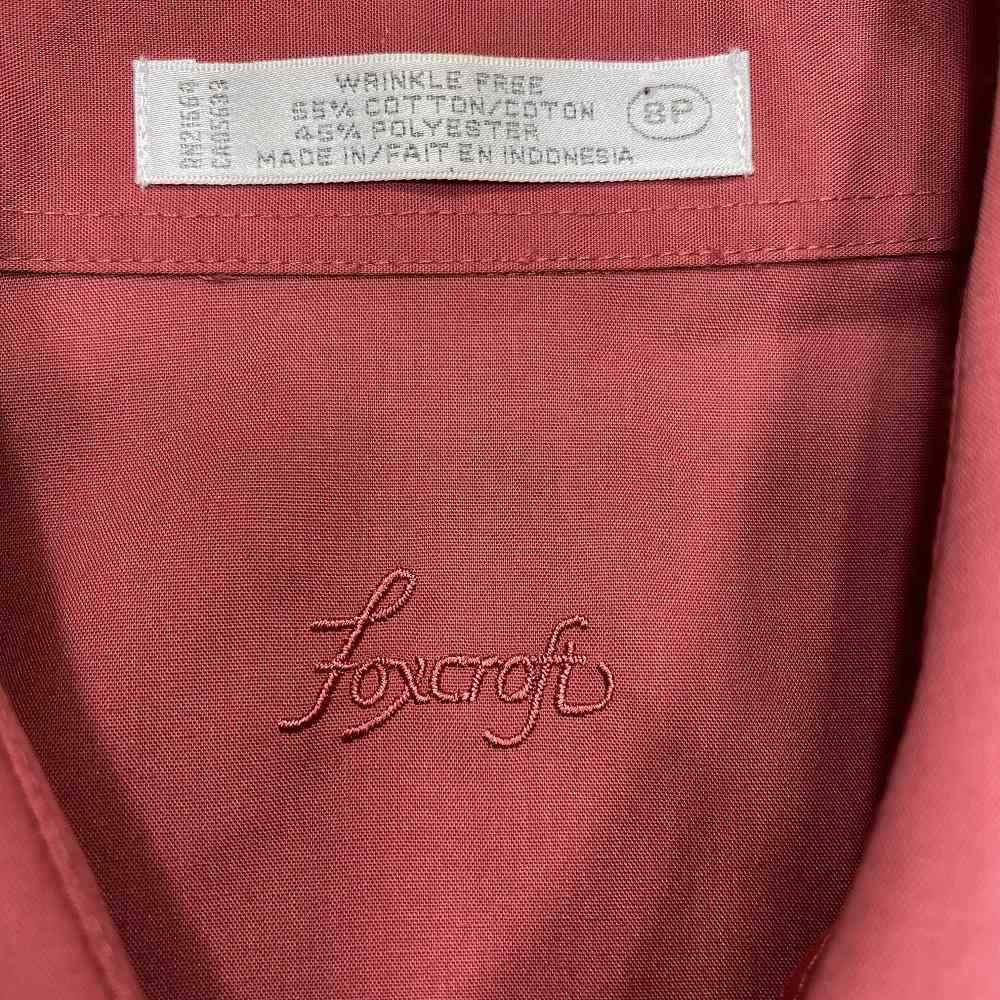 RN21564
CA05633
WRINKLE FREE
55% COTTON/COTON
45% POLYESTER
MADE IN/FAIT EN INDONESIA
8P
foxcroft